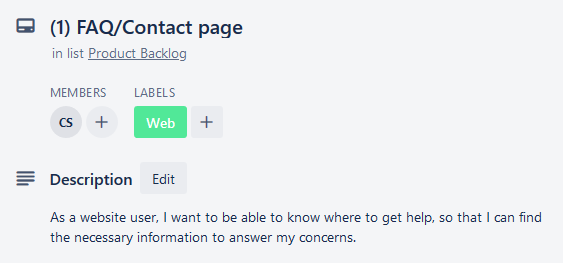 (1) FAQ/Contact page
in list Product Backlog
MEMBERS LABELS
CS + Web +
Description Edit
As a website user, I want to be able to know where to get help, so that I can find
the necessary information to answer my concerns.